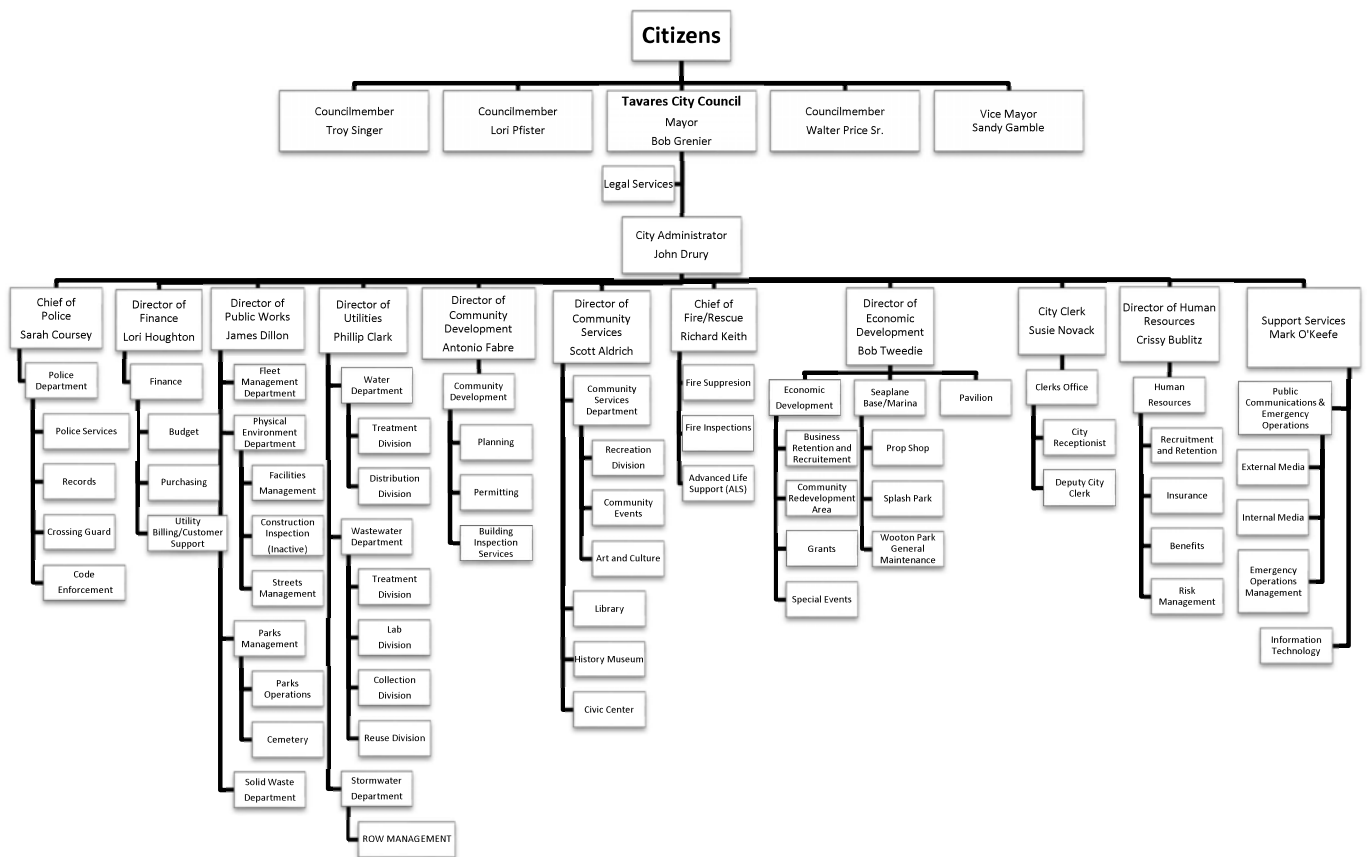 Citizens
Councilmember
Troy Singer
Councilmember
Lori Pfister
Tavares City Council
Mayor
Bob Grenier
Councilmember
Walter Price Sr.
Vice Mayor
Sandy Gamble
Legal Services
City Administrator
John Drury
Chief of
Police
Sarah Coursey
Police
Department
Police Services
Records
Crossing Guard
Code
Enforcement
Director of
Finance
Lori Houghton
Finance
Budget
Purchasing
Utility
Billing/Customer
Support
Director of
Public Works
James Dillon
Fleet
Management
Department
Physical
Environment
Department
Facilities
Management
Construction
Inspection
(Inactive)
Streets
Management
Parks
Management
Parks
Operations
Cemetery
Solid Waste
Department
Director of
Utilities
Phillip Clark
Water
Department
Treatment
Division
Distribution
Division
Wastewater
Department
Treatment
Division
Lab
Division
Collection
Division
Reuse Division
Stormwater
Department
ROW MANAGEMENT
Director of
Community
Development
Antonio Fabre
Community
Development
Planning
Permitting
Building
Inspection
Services
Director of
Community
Services
Scott Aldrich
Community
Services
Department
Recreation
Division
Community
Events
Art and Culture
Library
History Museum
Civic Center
Chief of
Fire/Rescue
Richard Keith
Fire Suppresion
Fire Inspections
Advanced Life
Support (ALS)
Director of
Economic
Development
Bob Tweedie
Economic
Development
Business
Retention and
Recruitement
Community
Redevelopment
Area
Grants
Special Events
Seaplane
Base/Marina
Prop Shop
Splash Park
Wooton Park
General
Maintenance
Pavilion
City Clerk
Susie Novack
Clerks Office
City
Receptionist
Deputy City
Clerk
Director of Human
Resources
Crissy Bublitz
Human
Resources
Recruitment
and Retention
Insurance
Benefits
Risk
Management
Support Services
Mark O'Keefe
Public
Communications &
Emergency
Operations
External Media
Internal Media
Emergency
Operations
Management
Information
Technology